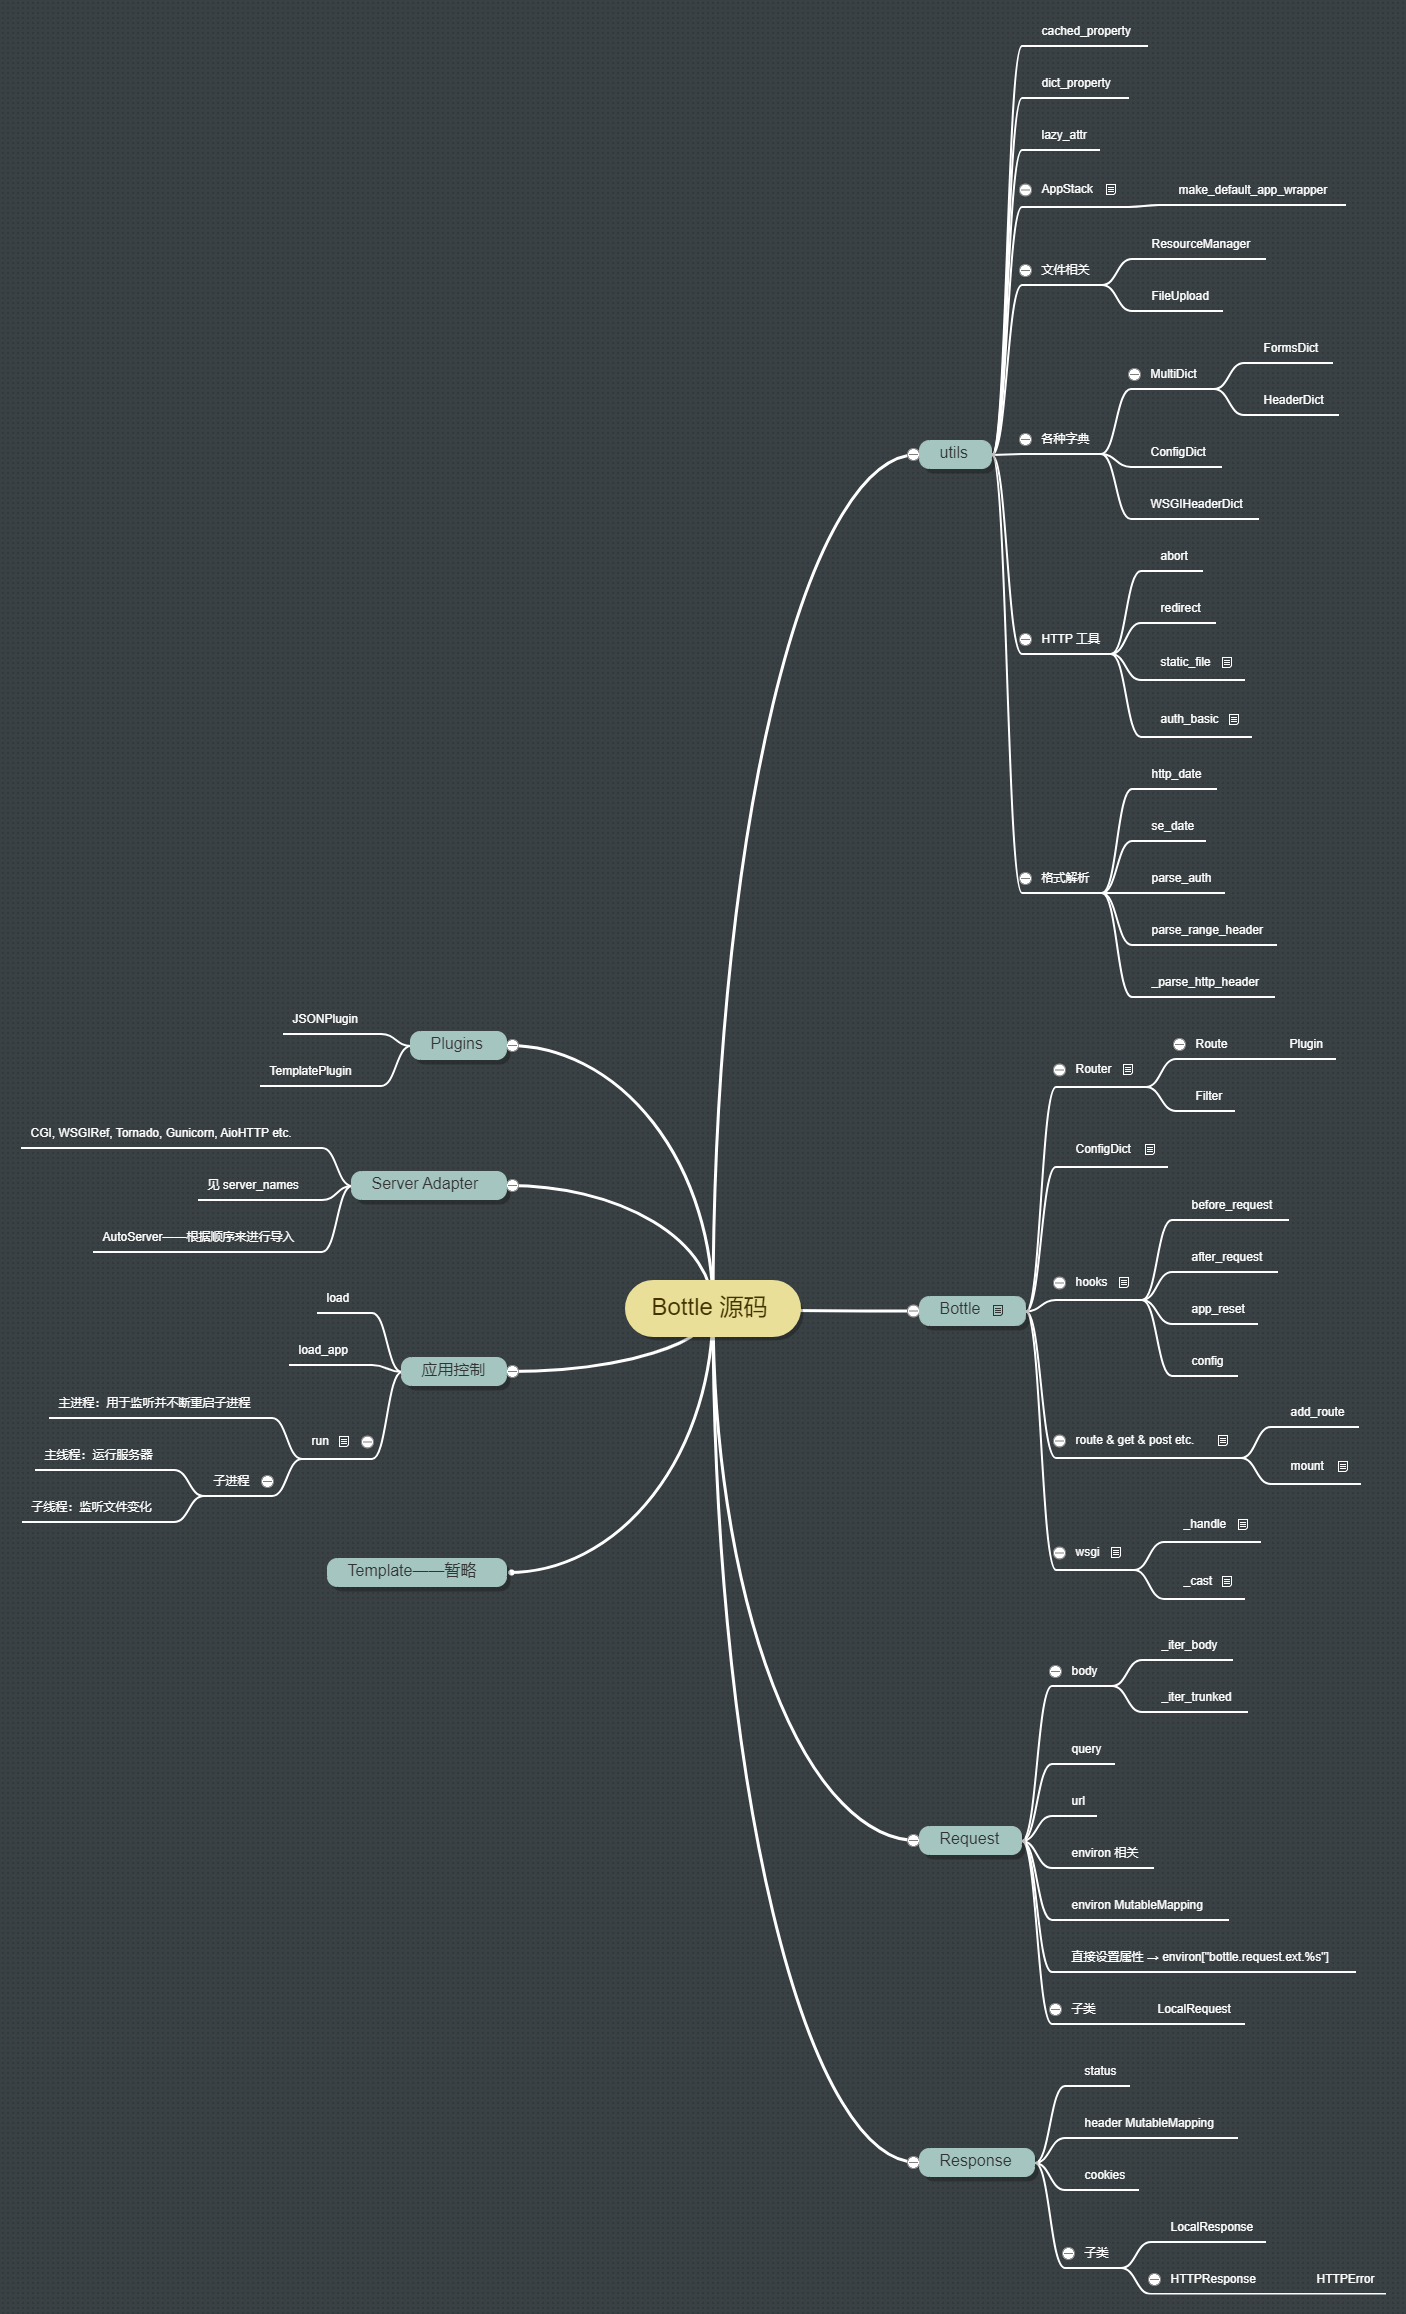 Bottle 源码
utils
cached_property
dict_property
lazy_attr
AppStack
make_default_app_wrapper
文件相关
ResourceManager
FileUpload
各种字典
MultiDict
FormsDict
HeaderDict
ConfigDict
WSGIHeaderDict
HTTP 工具
abort
redirect
static_file
auth_basic
格式解析
http_date
se_date
parse_auth
parse_range_header
_parse_http_header
Bottle
Router
Route
Plugin
Filter
ConfigDict
hooks
before_request
after_request
app_reset
config
route & get & post etc.
add_route
mount
wsgi
_handle
_cast
Request
body
_iter_body
_iter_trunked
query
url
environ 相关
environ MutableMapping
直接设置属性 → environ["bottle.request.ext.%s"]
子类
LocalRequest
Response
status
header MutableMapping
cookies
子类
LocalResponse
HTTPResponse
HTTPError
Plugins
JSONPlugin
TemplatePlugin
Server Adapter
CGI, WSGIRef, Tornado, Gunicorn, AioHTTP etc.
见 server_names
AutoServer——根据顺序来进行导入
应用控制
load
load_app
run
主进程：用于监听并不断重启子进程
子进程
主线程：运行服务器
子线程：监听文件变化
Template——暂略